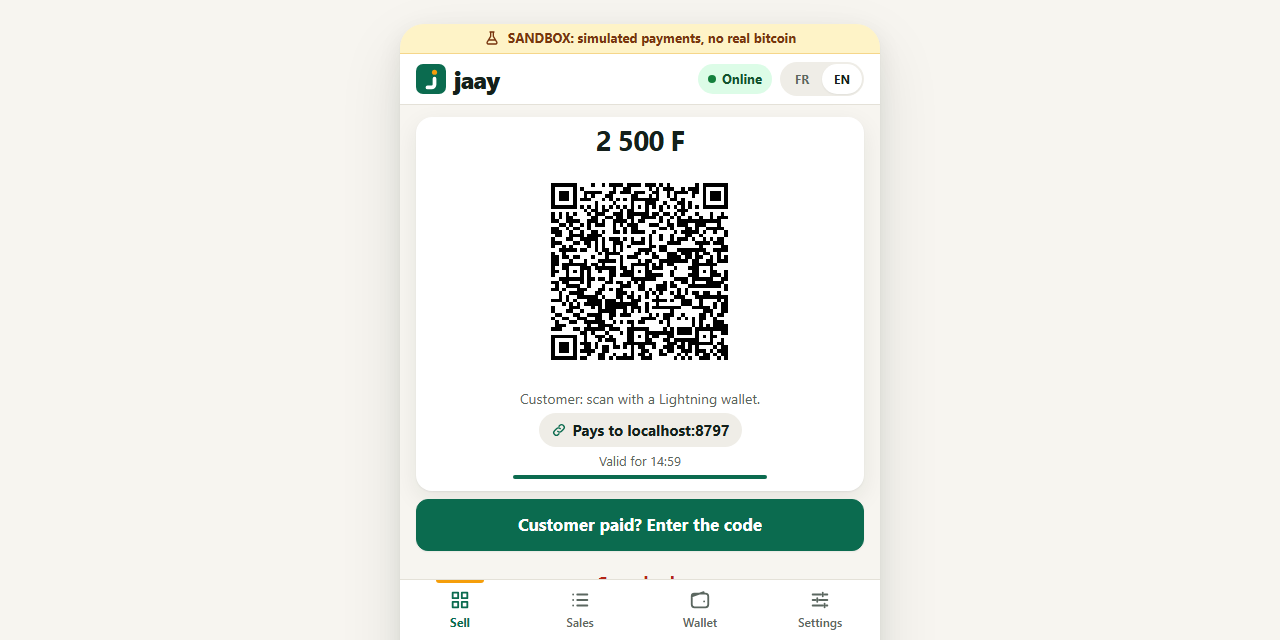 SANDBOX: simulated payments, no real bitcoin
jaay
Online
FR
EN
2 500 F
Customer: scan with a Lightning wallet.
Pays to localhost:8797
Valid for 14:59
Customer paid? Enter the code
Sell
Sales
Wallet
Settings